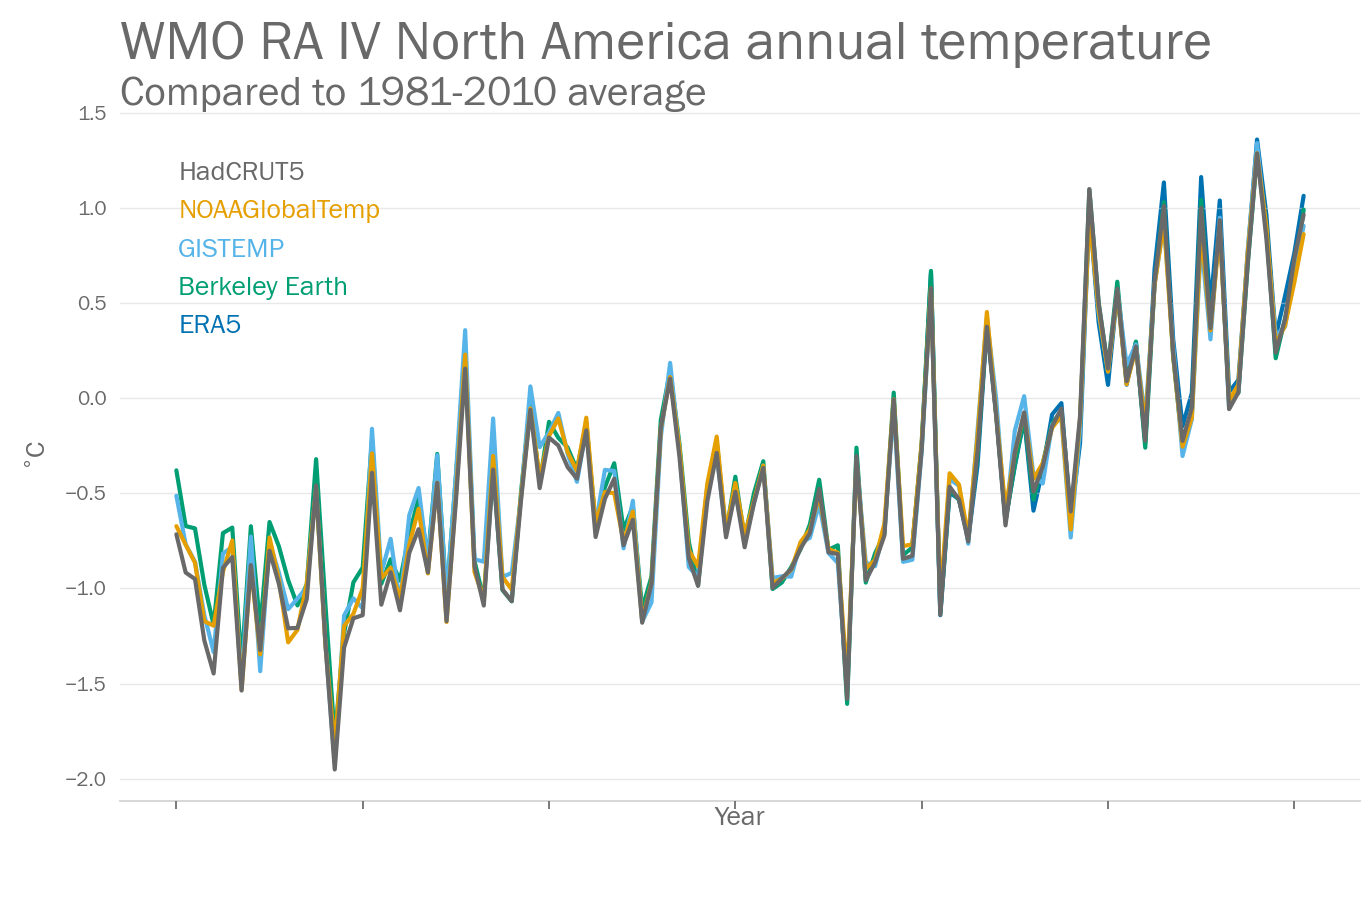 WMO RA IV North America annual temperature
Compared to 1981-2010 average
1.5
HadCRUT5
1.0
NOAAGlobalTemp
GISTEMP
Berkeley Earth
0.5
ERA5
0.0
°C
−0.5
−1.0
−1.5
−2.0
Year